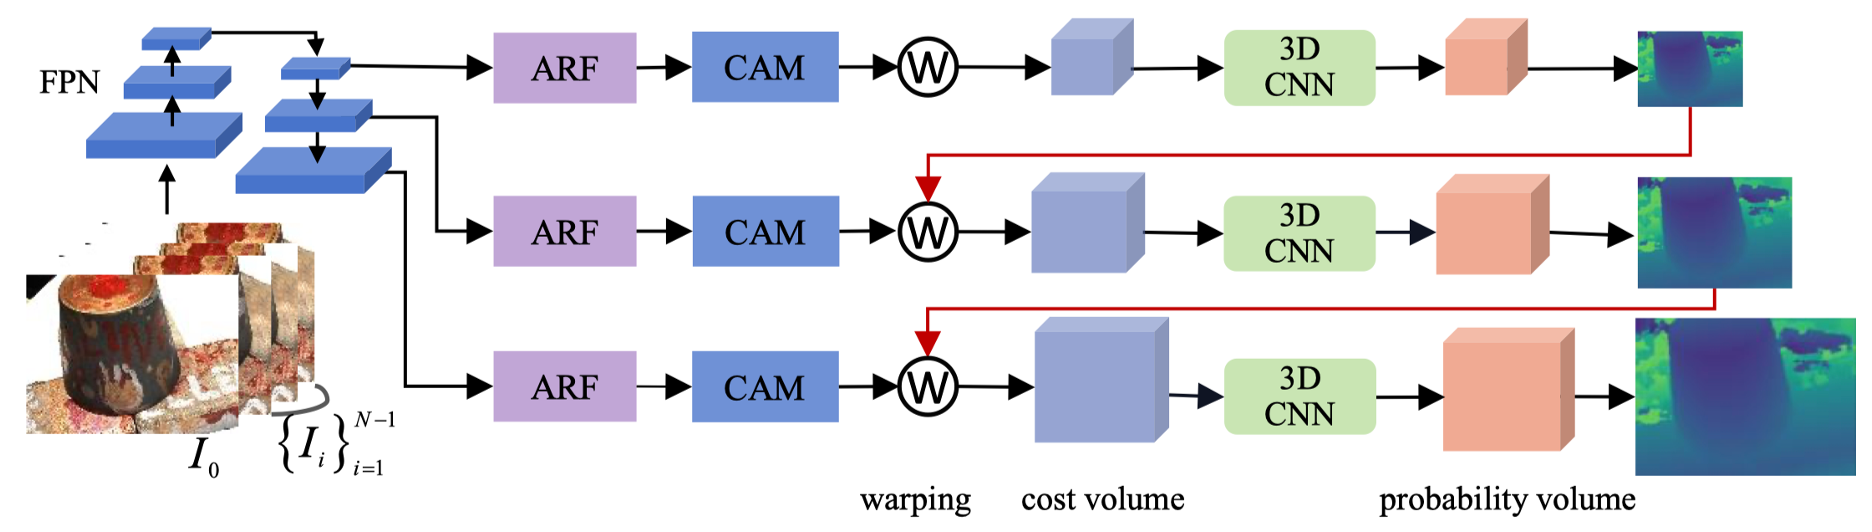 FPN
ARF CAM W 3D CNN
ARF CAM W 3D CNN
ARF CAM W 3D CNN
I_0 {I_i}_{i=1}^{N-1}
warping cost volume probability volume